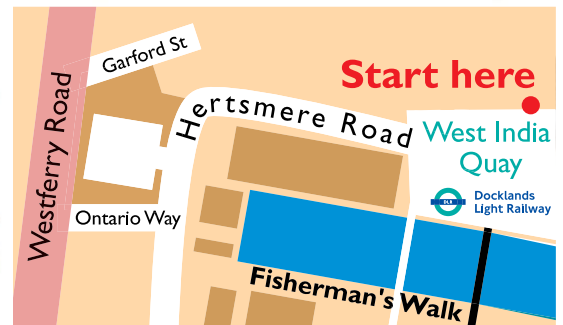 Garford St
Start here
Westferry Road
Hertsmere Road
West India
Quay
DLR
Docklands
Light Railway
Ontario Way
Fisherman's Walk